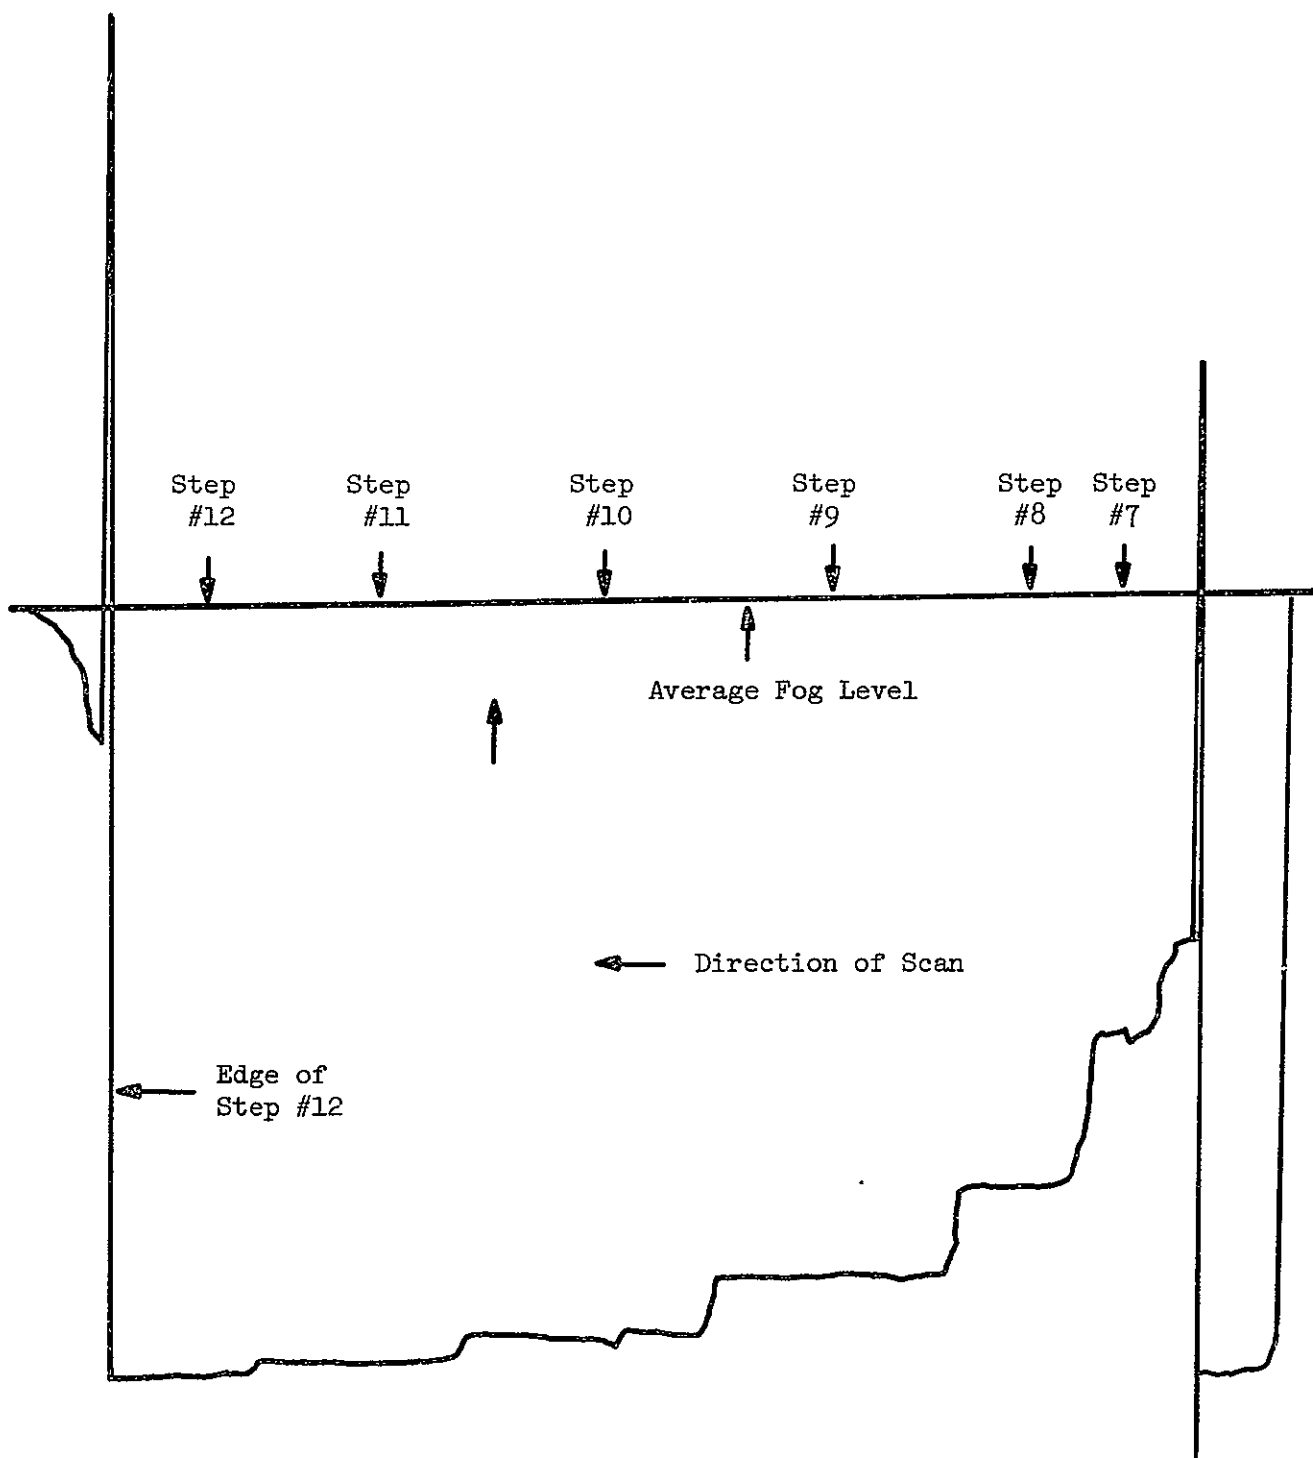 Step Step Step Step Step Step
#12 #11 #10 #9 #8 #7
Average Fog Level
Direction of Scan
Edge of
Step #12